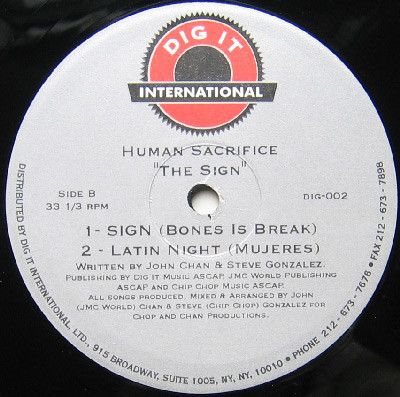 DIG IT
INTERNATIONAL
HUMAN SACRIFICE
"THE SIGN"
SIDE B
33 1/3 RPM
DIG-002
1- SIGN (BONES IS BREAK)
2 - LATIN NIGHT (MUJERES)
WRITTEN BY JOHN CHAN & STEVE GONZALEZ.
PUBLISHING BY DIG IT MUSIC ASCAP, JMC WORLD PUBLISHING
ASCAP AND CHIP CHOP MUSIC ASCAP.
ALL SONGS PRODUCED, MIXED & ARRANGED BY JOHN
(JMC WORLD) CHAN & STEVE (CHIP CHOP) GONZALEZ FOR
CHOP AND CHAN PRODUCTIONS.
DISTRIBUTED BY DIG IT INTERNATIONAL, LTD., 915 BROADWAY, SUITE 1005, NY, NY, 10010 • PHONE 212-673-7676 • FAX 212-673-7898